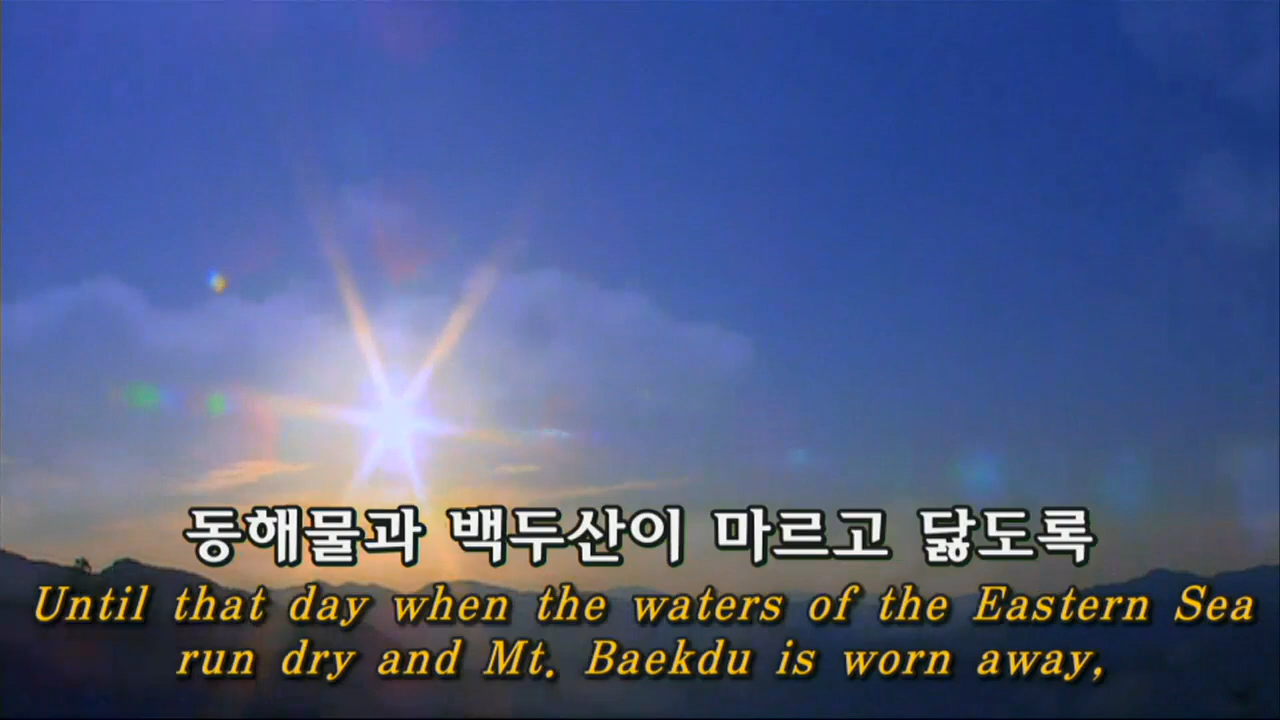 동해물과 백두산이 마르고 닳도록
Until that day when the waters of the Eastern Sea
run dry and Mt. Baekdu is worn away,